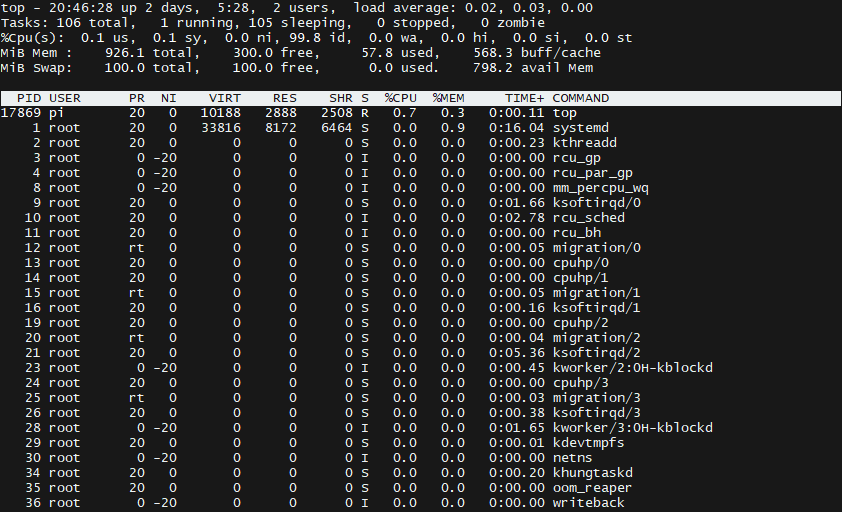 top - 20:46:28 up 2 days,  5:28,  2 users,  load average: 0.02, 0.03, 0.00
Tasks: 106 total,   1 running, 105 sleeping,   0 stopped,   0 zombie
%Cpu(s):  0.1 us,  0.1 sy,  0.0 ni, 99.8 id,  0.0 wa,  0.0 hi,  0.0 si,  0.0 st
MiB Mem :    926.1 total,    300.0 free,     57.8 used,    568.3 buff/cache
MiB Swap:    100.0 total,    100.0 free,      0.0 used.    798.2 avail Mem
PID USER      PR  NI    VIRT    RES    SHR S  %CPU  %MEM     TIME+ COMMAND
17869 pi        20   0   10188   2888   2508 R   0.7   0.3   0:00.11 top
1 root      20   0   33816   8172   6464 S   0.0   0.9   0:16.04 systemd
2 root      20   0       0      0      0 S   0.0   0.0   0:00.23 kthreadd
3 root       0 -20       0      0      0 I   0.0   0.0   0:00.00 rcu_gp
4 root       0 -20       0      0      0 I   0.0   0.0   0:00.00 rcu_par_gp
8 root       0 -20       0      0      0 I   0.0   0.0   0:00.00 mm_percpu_wq
9 root      20   0       0      0      0 S   0.0   0.0   0:01.66 ksoftirqd/0
10 root      20   0       0      0      0 I   0.0   0.0   0:02.78 rcu_sched
11 root      20   0       0      0      0 I   0.0   0.0   0:00.00 rcu_bh
12 root      rt   0       0      0      0 S   0.0   0.0   0:00.05 migration/0
13 root      20   0       0      0      0 S   0.0   0.0   0:00.00 cpuhp/0
14 root      20   0       0      0      0 S   0.0   0.0   0:00.00 cpuhp/1
15 root      rt   0       0      0      0 S   0.0   0.0   0:00.05 migration/1
16 root      20   0       0      0      0 S   0.0   0.0   0:00.16 ksoftirqd/1
19 root      20   0       0      0      0 S   0.0   0.0   0:00.00 cpuhp/2
20 root      rt   0       0      0      0 S   0.0   0.0   0:00.04 migration/2
21 root      20   0       0      0      0 S   0.0   0.0   0:05.36 ksoftirqd/2
23 root       0 -20       0      0      0 I   0.0   0.0   0:00.45 kworker/2:0H-kblockd
24 root      20   0       0      0      0 S   0.0   0.0   0:00.00 cpuhp/3
25 root      rt   0       0      0      0 S   0.0   0.0   0:00.03 migration/3
26 root      20   0       0      0      0 S   0.0   0.0   0:00.38 ksoftirqd/3
28 root       0 -20       0      0      0 I   0.0   0.0   0:01.65 kworker/3:0H-kblockd
29 root      20   0       0      0      0 S   0.0   0.0   0:00.01 kdevtmpfs
30 root       0 -20       0      0      0 I   0.0   0.0   0:00.00 netns
34 root      20   0       0      0      0 S   0.0   0.0   0:00.20 khungtaskd
35 root      20   0       0      0      0 S   0.0   0.0   0:00.00 oom_reaper
36 root       0 -20       0      0      0 I   0.0   0.0   0:00.00 writeback